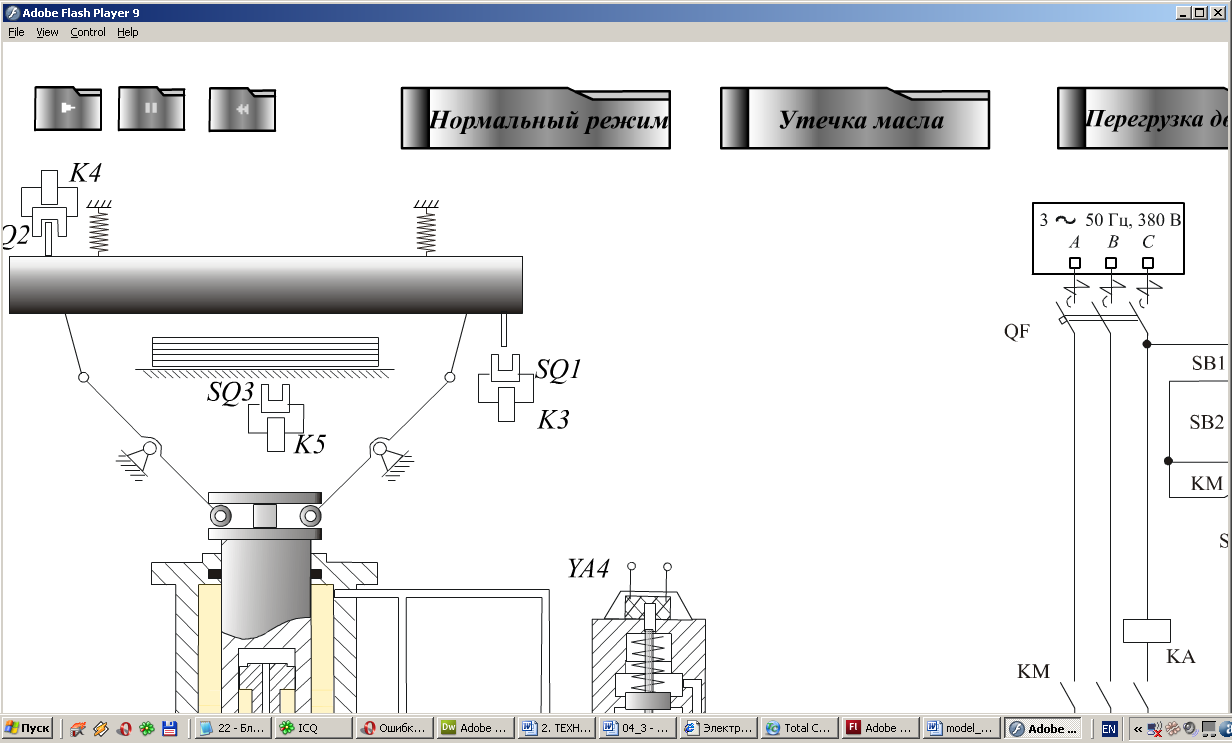 Adobe Flash Player 9
File View Control Help
Нормальный режим
Утечка масла
Перегрузка де
K4
Q2
3 50 Гц, 380 В
A B C
QF
SB1
SQ1
SQ3
K3
SB2
K5
KM
S
YA4
KA
KM
Пуск
22 - Бл...
ICQ
Ошибк...
Adobe ...
2. ТЕХН...
04_3 - ...
Электр...
Total C...
Adobe ...
model_...
Adobe ...
EN